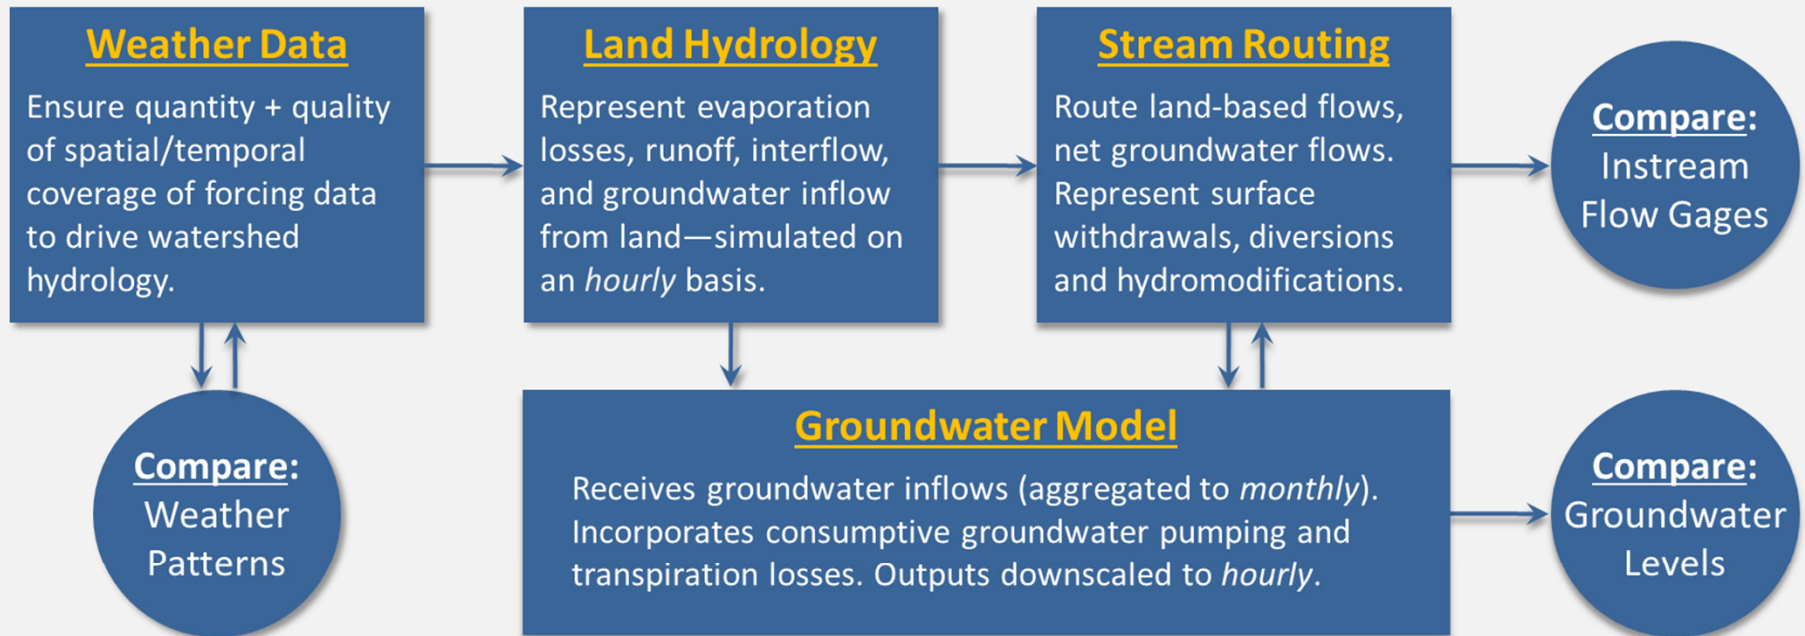 Weather Data
Ensure quantity + quality
of spatial/temporal
coverage of forcing data
to drive watershed
hydrology.
Land Hydrology
Represent evaporation
losses, runoff, interflow,
and groundwater inflow
from land—simulated on
an hourly basis.
Stream Routing
Route land-based flows,
net groundwater flows.
Represent surface
withdrawals, diversions
and hydromodifications.
Compare:
Instream
Flow Gages
Compare:
Weather
Patterns
Groundwater Model
Receives groundwater inflows (aggregated to monthly).
Incorporates consumptive groundwater pumping and
transpiration losses. Outputs downscaled to hourly.
Compare:
Groundwater
Levels